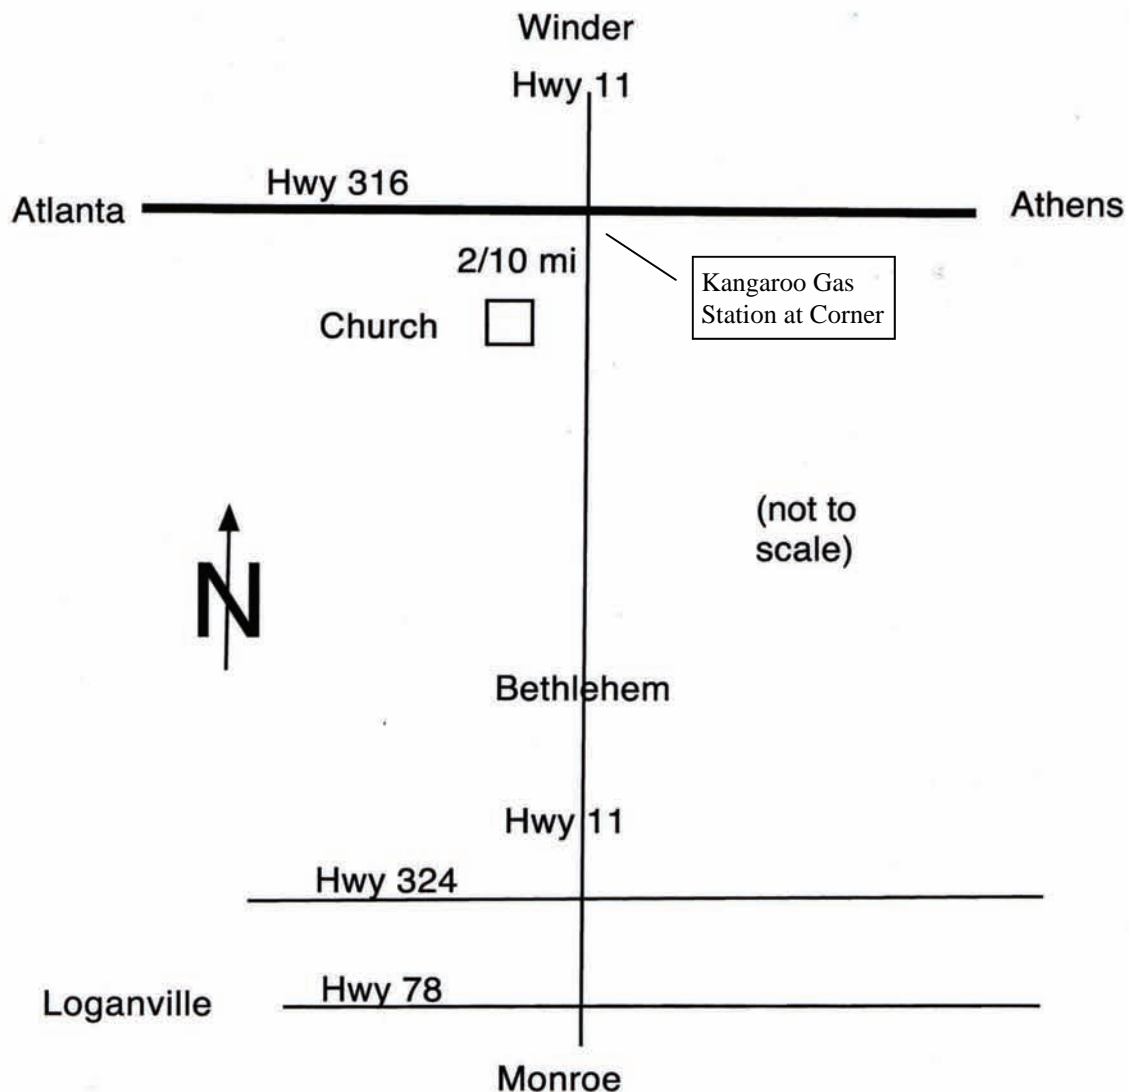 Winder
Hwy 11
Hwy 316
Atlanta
Athens
2/10 mi
Kangaroo Gas
Station at Corner
Church
(not to
scale)
N
Bethlehem
Hwy 11
Hwy 324
Hwy 78
Loganville
Monroe